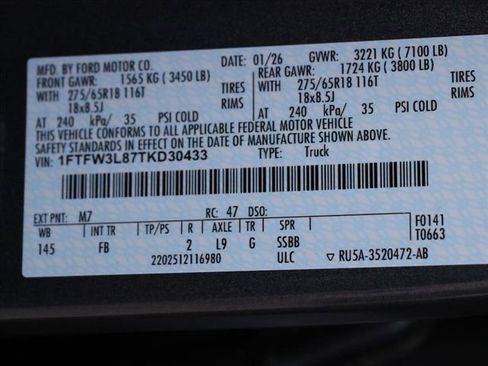 MFD. BY FORD MOTOR CO. DATE: 01/26 GVWR: 3221 KG ( 7100 LB)
FRONT GAWR: 1565 KG ( 3450 LB) REAR GAWR: 1724 KG ( 3800 LB)
WITH 275/65R18 116T TIRES WITH 275/65R18 116T TIRES
18x8.5J RIMS 18x8.5J RIMS
AT 240 kPa/ 35 PSI COLD AT 240 kPa/ 35 PSI COLD
THIS VEHICLE CONFORMS TO ALL APPLICABLE FEDERAL MOTOR VEHICLE
SAFETY STANDARDS IN EFFECT ON THE DATE OF MANUFACTURE SHOWN ABOVE.
VIN: 1FTFW3L87TKD30433 TYPE: Truck
EXT PNT: M7 RC: 47 DSO:
WB INT TR TP/PS R AXLE TR SPR F0141
145 FB 2 L9 G SSBB T0663
2202512116980 ULC ▽ RU5A-3520472-AB